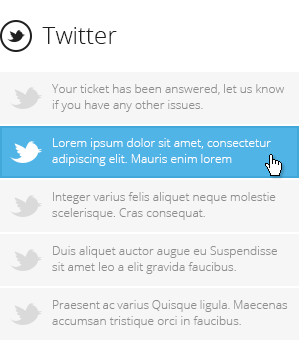 Twitter
Your ticket has been answered, let us know
if you have any other issues.
Lorem ipsum dolor sit amet, consectetur
adipiscing elit. Mauris enim lorem
Integer varius felis aliquet neque molestie
scelerisque. Cras consequat.
Duis aliquet auctor augue eu Suspendisse
sit amet leo a elit gravida faucibus.
Praesent ac varius Quisque ligula. Maecenas
accumsan tristique orci in faucibus.